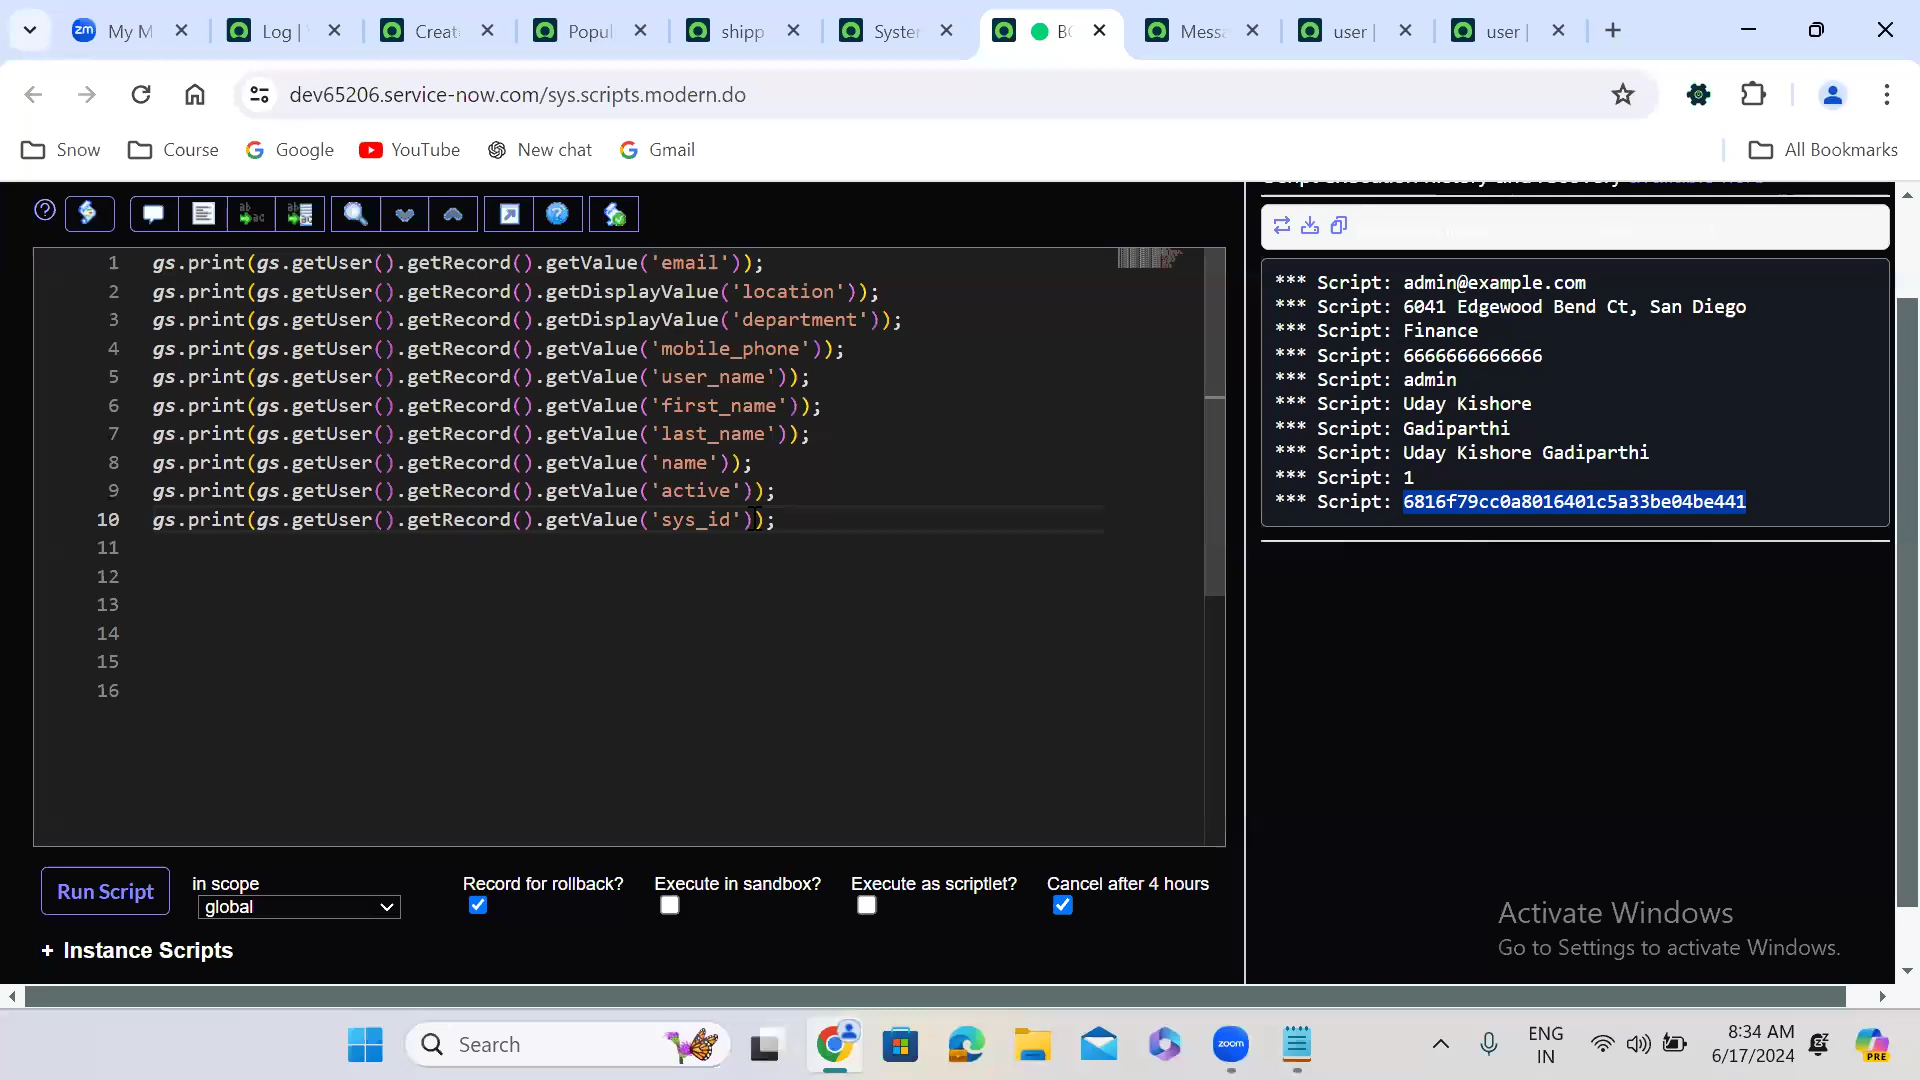 My M
Log |
Creat
Popul
shipp
Syster
BG
Messa
user |
user |
dev65206.service-now.com/sys.scripts.modern.do
Snow
Course
Google
YouTube
New chat
Gmail
All Bookmarks
1 gs.print(gs.getUser().getRecord().getValue('email'));
2 gs.print(gs.getUser().getRecord().getDisplayValue('location'));
3 gs.print(gs.getUser().getRecord().getDisplayValue('department'));
4 gs.print(gs.getUser().getRecord().getValue('mobile_phone'));
5 gs.print(gs.getUser().getRecord().getValue('user_name'));
6 gs.print(gs.getUser().getRecord().getValue('first_name'));
7 gs.print(gs.getUser().getRecord().getValue('last_name'));
8 gs.print(gs.getUser().getRecord().getValue('name'));
9 gs.print(gs.getUser().getRecord().getValue('active'));
10 gs.print(gs.getUser().getRecord().getValue('sys_id'));
11
12
13
14
15
16
*** Script: admin@example.com
*** Script: 6041 Edgewood Bend Ct, San Diego
*** Script: Finance
*** Script: 6666666666666
*** Script: admin
*** Script: Uday Kishore
*** Script: Gadiparthi
*** Script: Uday Kishore Gadiparthi
*** Script: 1
*** Script: 6816f79cc0a8016401c5a33be04be441
Run Script
in scope
global
Record for rollback?
Execute in sandbox?
Execute as scriptlet?
Cancel after 4 hours
+ Instance Scripts
Activate Windows
Go to Settings to activate Windows.
Search
zoom
ENG
IN
8:34 AM
6/17/2024
PRE